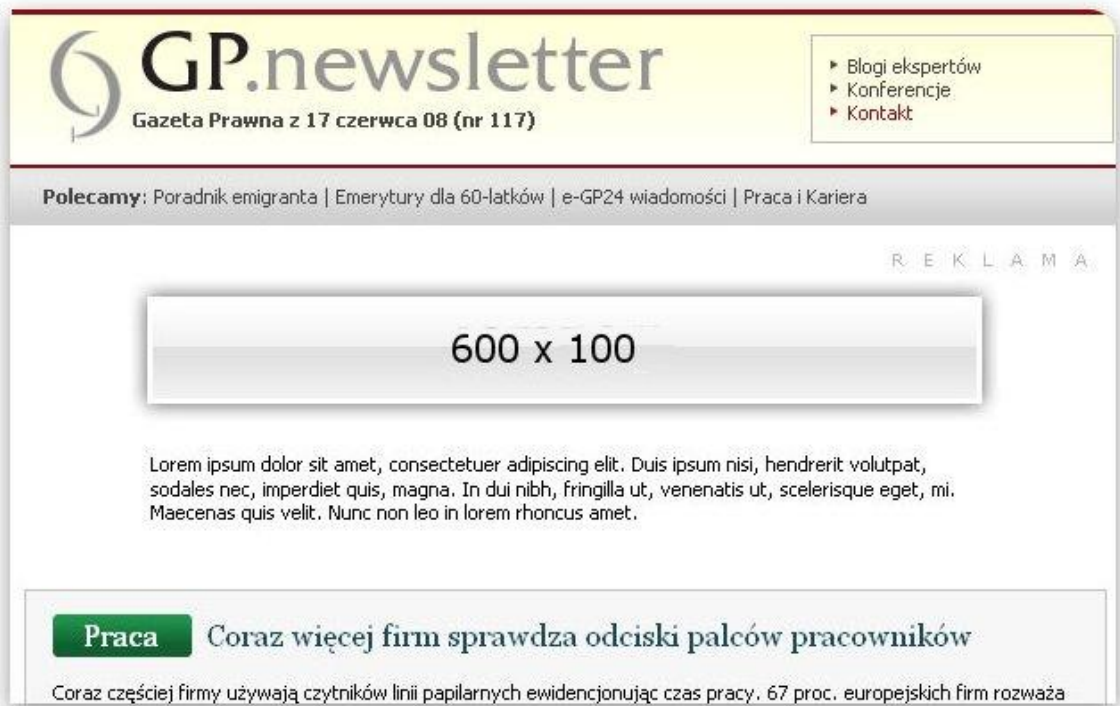 GP.newsletter
Gazeta Prawna z 17 czerwca 08 (nr 117)
Blogi ekspertów
Konferencje
Kontakt
Polecamy: Poradnik emigranta | Emerytury dla 60-latków | e-GP24 wiadomości | Praca i Kariera
R E K L A M A
600 x 100
Lorem ipsum dolor sit amet, consectetuer adipiscing elit. Duis ipsum nisi, hendrerit volutpat,
sodales nec, imperdiet quis, magna. In dui nibh, fringilla ut, venenatis ut, scelerisque eget, mi.
Maecenas quis velit. Nunc non leo in lorem rhoncus amet.
Praca Coraz więcej firm sprawdza odciski palców pracowników
Coraz częściej firmy używają czytników linii papilarnych ewidencjonując czas pracy. 67 proc. europejskich firm rozważa